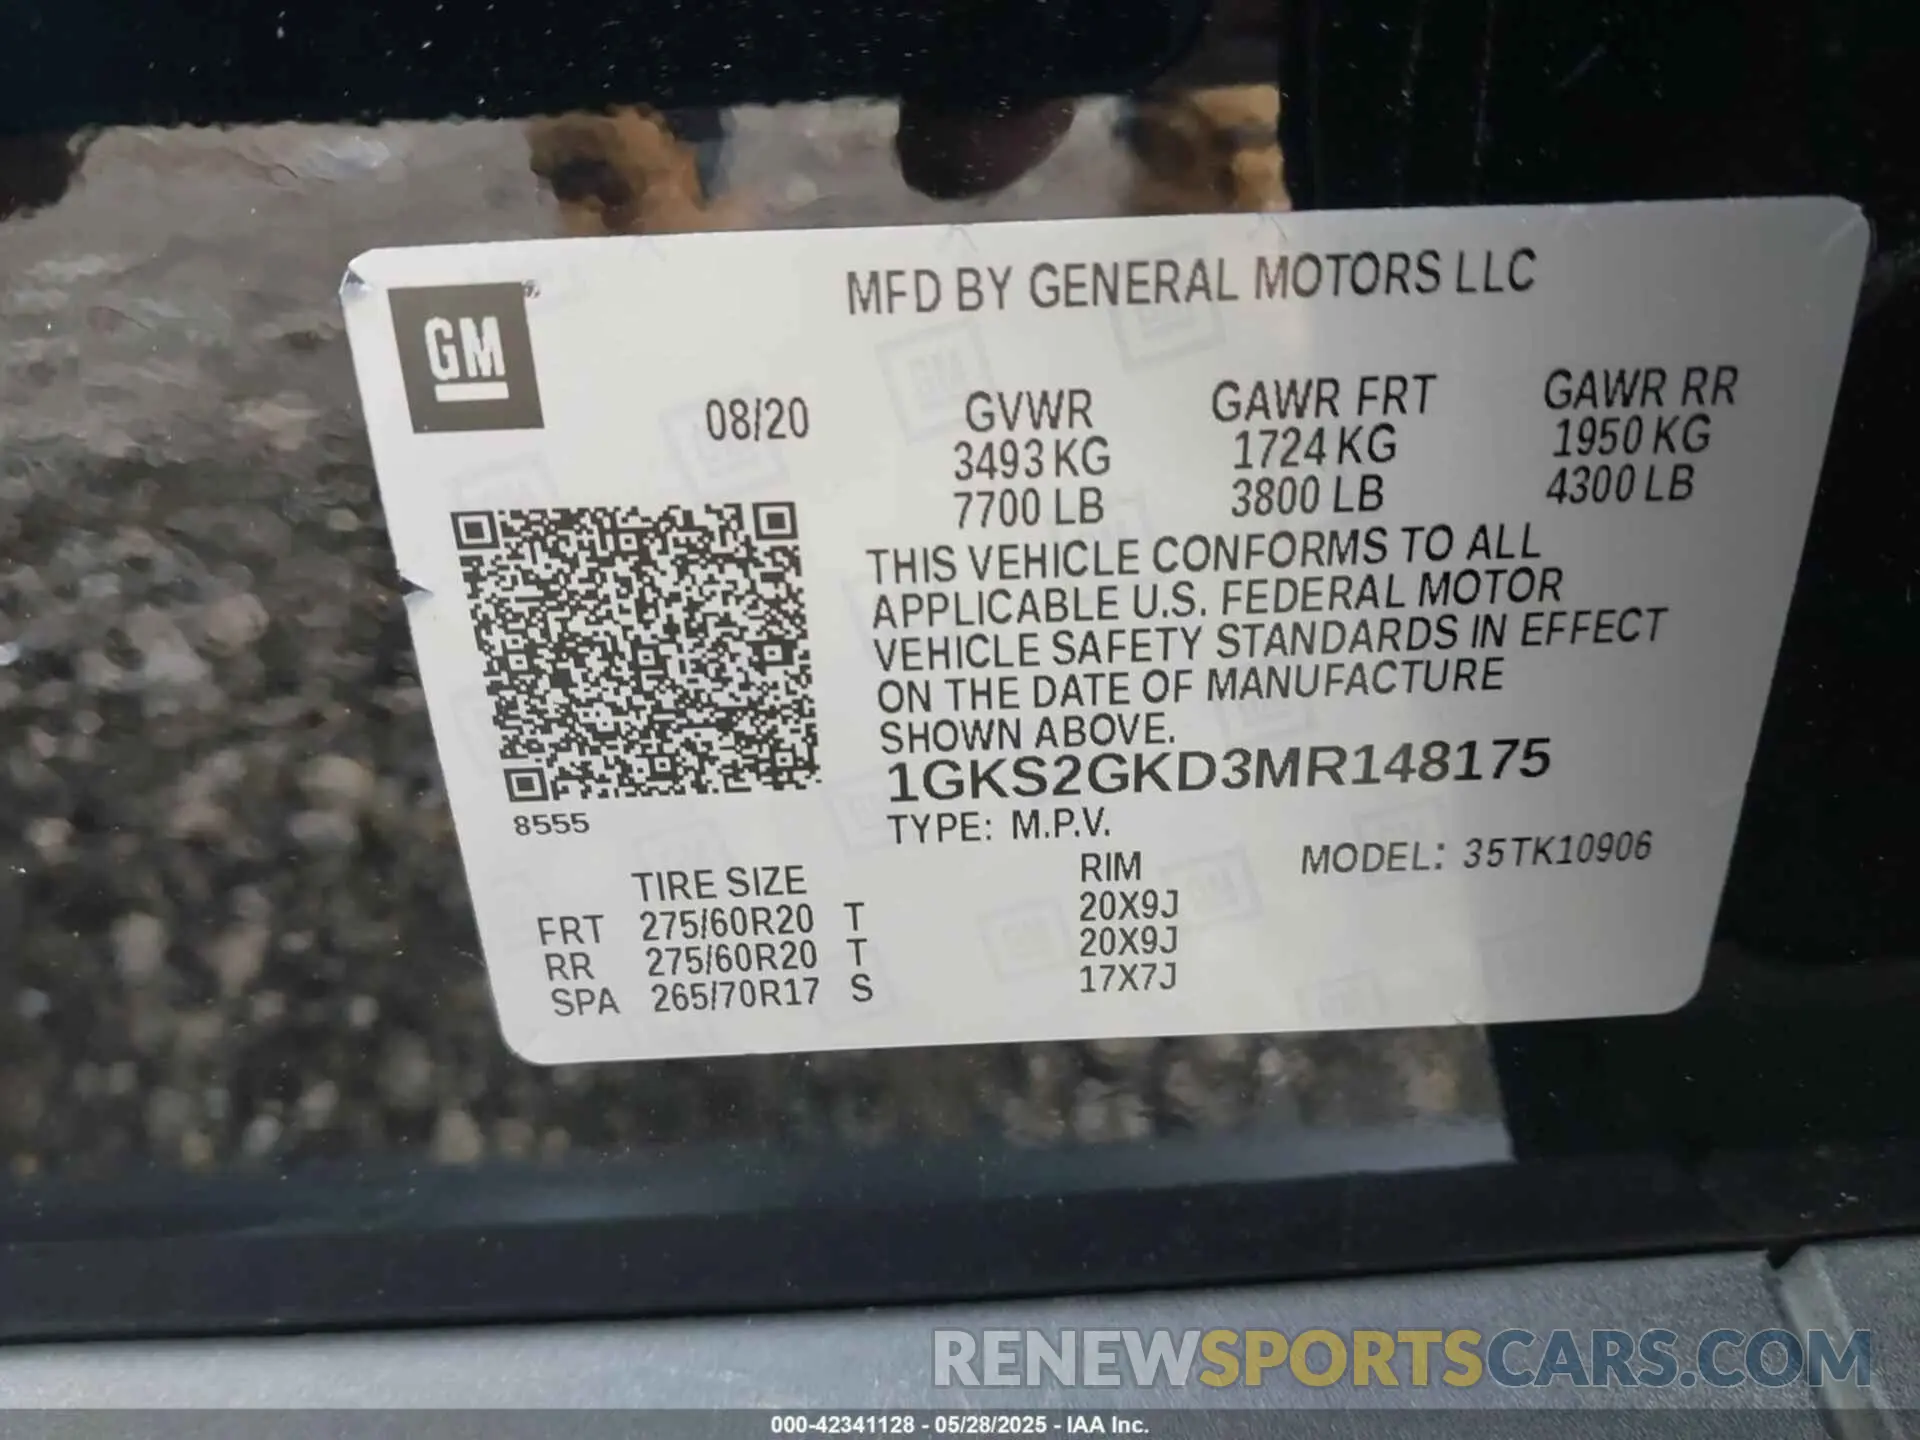 GM
MFD BY GENERAL MOTORS LLC
08/20
GVWR GAWR FRT GAWR RR
3493 KG 1724 KG 1950 KG
7700 LB 3800 LB 4300 LB
THIS VEHICLE CONFORMS TO ALL
APPLICABLE U.S. FEDERAL MOTOR
VEHICLE SAFETY STANDARDS IN EFFECT
ON THE DATE OF MANUFACTURE
SHOWN ABOVE.
1GKS2GKD3MR148175
8555
TYPE: M.P.V.
MODEL: 35TK10906
TIRE SIZE RIM
FRT 275/60R20 T 20X9J
RR 275/60R20 T 20X9J
SPA 265/70R17 S 17X7J
RENEWSPORTSCARS.COM
000-42341128 - 05/28/2025 - IAA Inc.